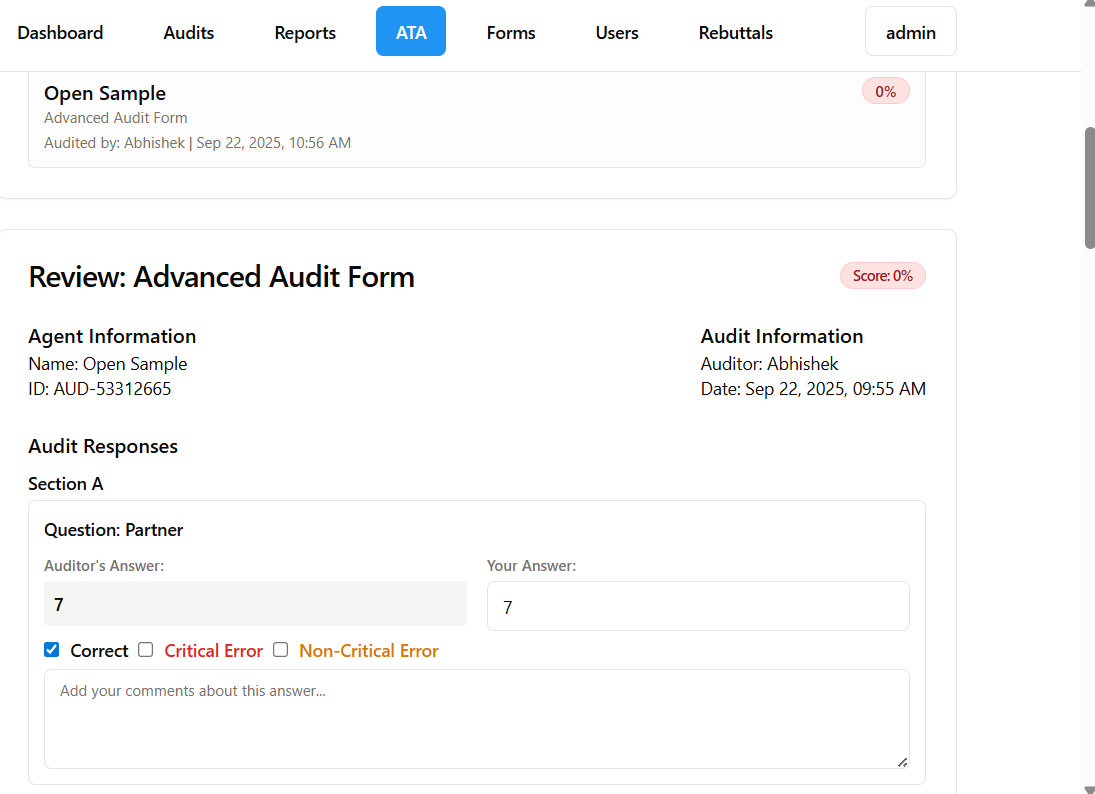 Dashboard Audits Reports ATA Forms Users Rebuttals admin
Open Sample 0%
Advanced Audit Form
Audited by: Abhishek | Sep 22, 2025, 10:56 AM
Review: Advanced Audit Form Score: 0%
Agent Information Audit Information
Name: Open Sample Auditor: Abhishek
ID: AUD-53312665 Date: Sep 22, 2025, 09:55 AM
Audit Responses
Section A
Question: Partner
Auditor's Answer: Your Answer:
7 7
Correct Critical Error Non-Critical Error
Add your comments about this answer...